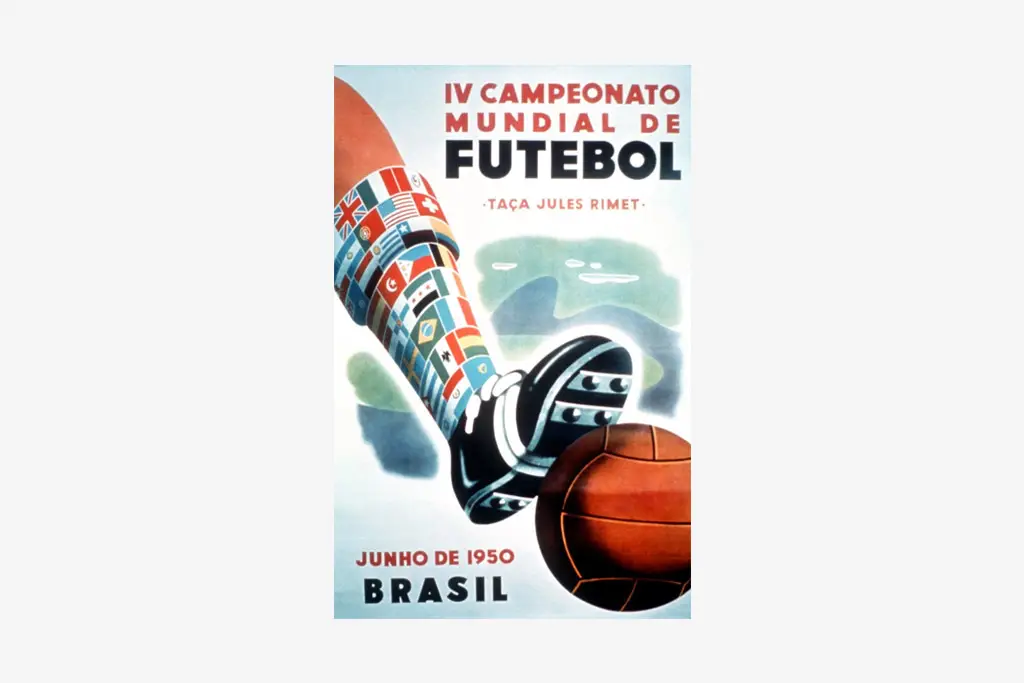 IV CAMPEONATO
MUNDIAL DE
FUTEBOL
·TAÇA JULES RIMET·
JUNHO DE 1950
BRASIL